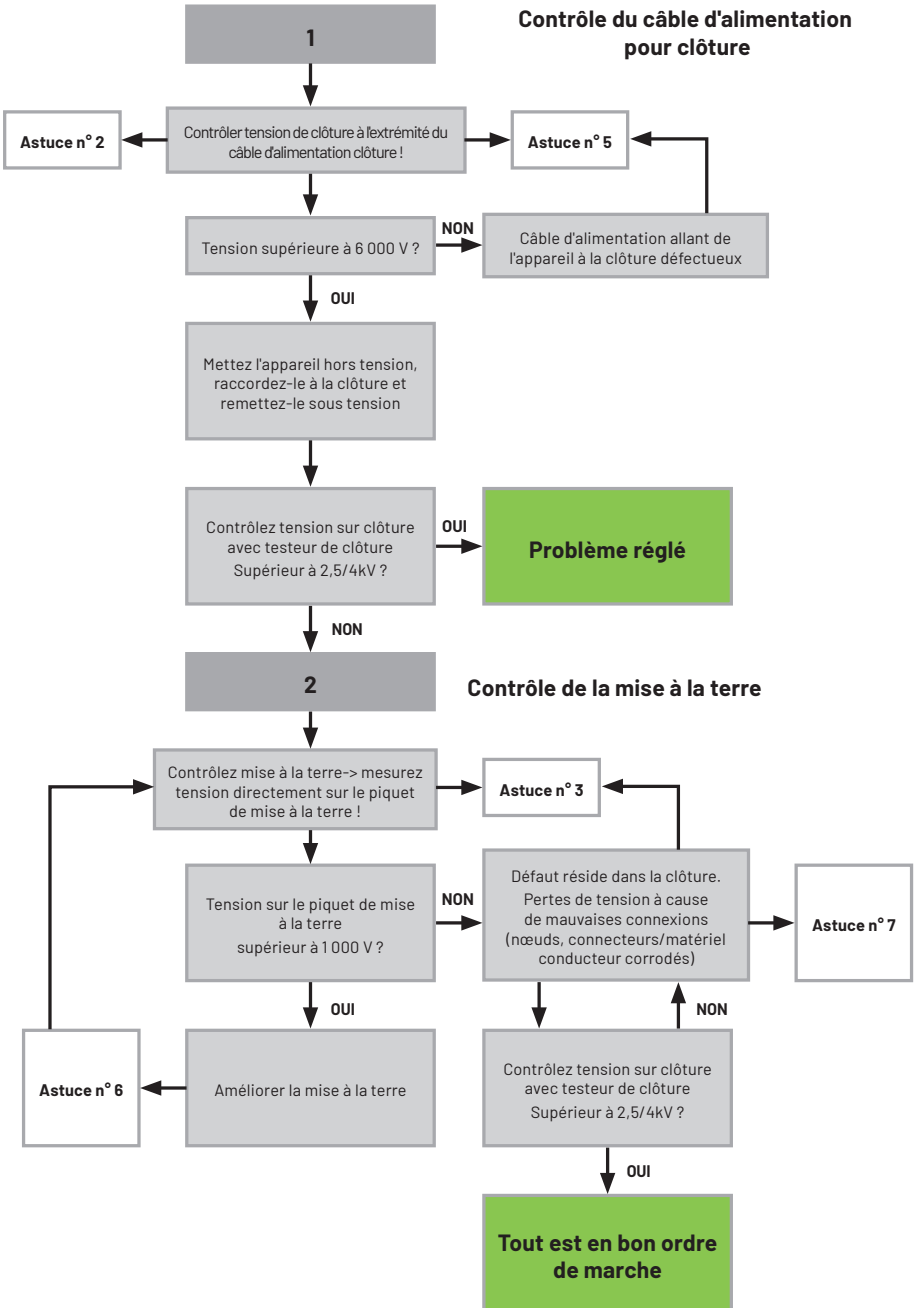 Contrôle du câble d'alimentation
pour clôture
1
Contrôler tension de clôture à l'extrémité du
câble d'alimentation clôture !
Astuce n° 2
Astuce n° 5
Tension supérieure à 6 000 V ?
NON
Câble d'alimentation allant de
l'appareil à la clôture défectueux
OUI
Mettez l'appareil hors tension,
raccordez-le à la clôture et
remettez-le sous tension
Contrôlez tension sur clôture
avec testeur de clôture
Supérieur à 2,5/4kV ?
OUI
Problème réglé
NON
2
Contrôle de la mise à la terre
Contrôlez mise à la terre-> mesurez
tension directement sur le piquet
de mise à la terre !
Astuce n° 3
Tension sur le piquet de mise
à la terre
supérieur à 1 000 V ?
NON
Défaut réside dans la clôture.
Pertes de tension à cause
de mauvaises connexions
(nœuds, connecteurs/matériel
conducteur corrodés)
Astuce n° 7
OUI
NON
Astuce n° 6
Améliorer la mise à la terre
Contrôlez tension sur clôture
avec testeur de clôture
Supérieur à 2,5/4kV ?
OUI
Tout est en bon ordre
de marche